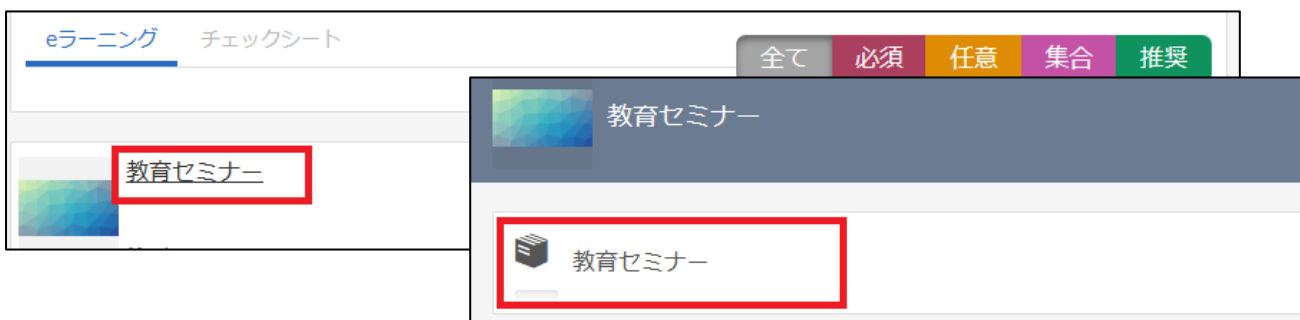 eラーニング チェックシート
全て 必須 任意 集合 推奨
教育セミナー
教育セミナー
教育セミナー